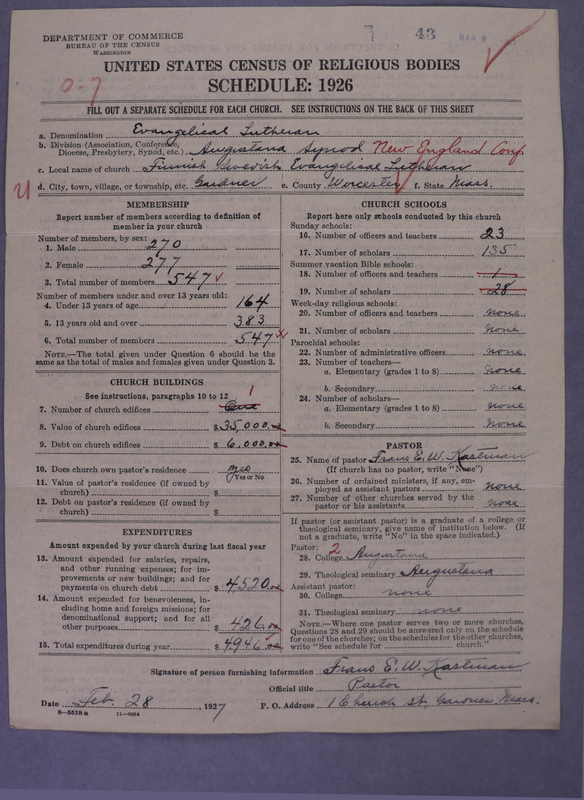 DEPARTMENT OF COMMERCE
BUREAU OF THE CENSUS
WASHINGTON
43
0-7
UNITED STATES CENSUS OF RELIGIOUS BODIES
SCHEDULE: 1926
FILL OUT A SEPARATE SCHEDULE FOR EACH CHURCH. SEE INSTRUCTIONS ON THE BACK OF THIS SHEET
a. Denomination Evangelical Lutheran
b. Division (Association, Conference, Diocese, Presbytery, Synod, etc.) Augustana Synod New England Conf.
c. Local name of church Finnish Swedish Evangelical Lutheran
d. City, town, village, or township, etc. Gardner e. County Worcester f. State Mass.
MEMBERSHIP
Report number of members according to definition of
member in your church
Number of members, by sex:
1. Male 270
2. Female 277
3. Total number of members 547
Number of members under and over 13 years old:
4. Under 13 years of age 164
5. 13 years old and over 383
6. Total number of members 547
NOTE.—The total given under Question 6 should be
same as total of males and females given under Question 3.
CHURCH BUILDINGS
See instructions, paragraphs 10 to 12
1
7. Number of church edifices One
8. Value of church edifices $35,000.00
9. Debt on church edifices $6,000.00
10. Does church own pastor's residence yes
Yes or No
11. Value of pastor's residence (if owned by
church) $
12. Debt on pastor's residence (if owned by
church) $
EXPENDITURES
Amount expended by your church during last fiscal year
13. Amount expended for salaries, repairs,
and other running expenses; for im-
provements or new buildings; and for
payments on church debt $4520.00
14. Amount expended for benevolences, in-
cluding home and foreign missions; for
denominational support; and for all
other purposes $426.00
15. Total expenditures during year $4946.00
CHURCH SCHOOLS
Report here only schools conducted by this church
Sunday schools:
16. Number of officers and teachers 23
17. Number of scholars 135
Summer vacation Bible schools:
18. Number of officers and teachers 1
19. Number of scholars 28
Week-day religious schools:
20. Number of officers and teachers none
21. Number of scholars none
Parochial schools:
22. Number of administrative officers none
23. Number of teachers—
a. Elementary (grades 1 to 8) none
b. Secondary none
24. Number of scholars—
a. Elementary (grades 1 to 8) none
b. Secondary none
PASTOR
25. Name of pastor Frans E. W. Kastman
(If church has no pastor, write "None")
26. Number of ordained ministers, if any, em-
ployed as assistant pastors none
27. Number of other churches served by the
pastor or his assistants none
If pastor (or assistant pastor) is a graduate of a college or
theological seminary, give name of institution below. (If
not a graduate, write "No" in the space indicated.)
Pastor: 2
28. College Augustana
29. Theological seminary Augustana
Assistant pastor:
30. College none
31. Theological seminary none
NOTE.—Where one pastor serves two or more churches,
Questions 28 and 29 should be answered only on the schedule
for one of the churches; on the schedules for the other churches,
write "See schedule for church."
Signature of person furnishing information Frans E. W. Kastman
Official title Pastor
Date Feb. 28, 1927 P. O. Address 1 Church st, Gardner, Mass.
8-5518a 11-9064